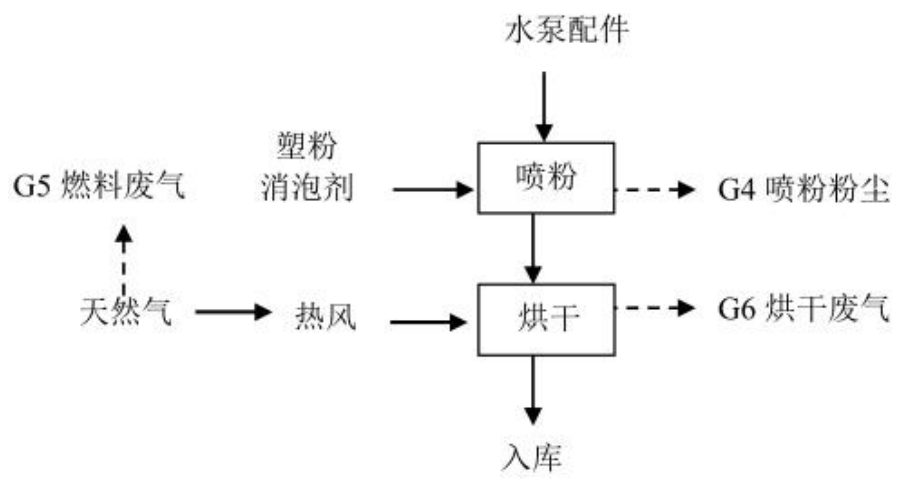 水泵配件
塑粉
消泡剂
喷粉
G5 燃料废气
G4 喷粉粉尘
天然气
热风
烘干
G6 烘干废气
入库